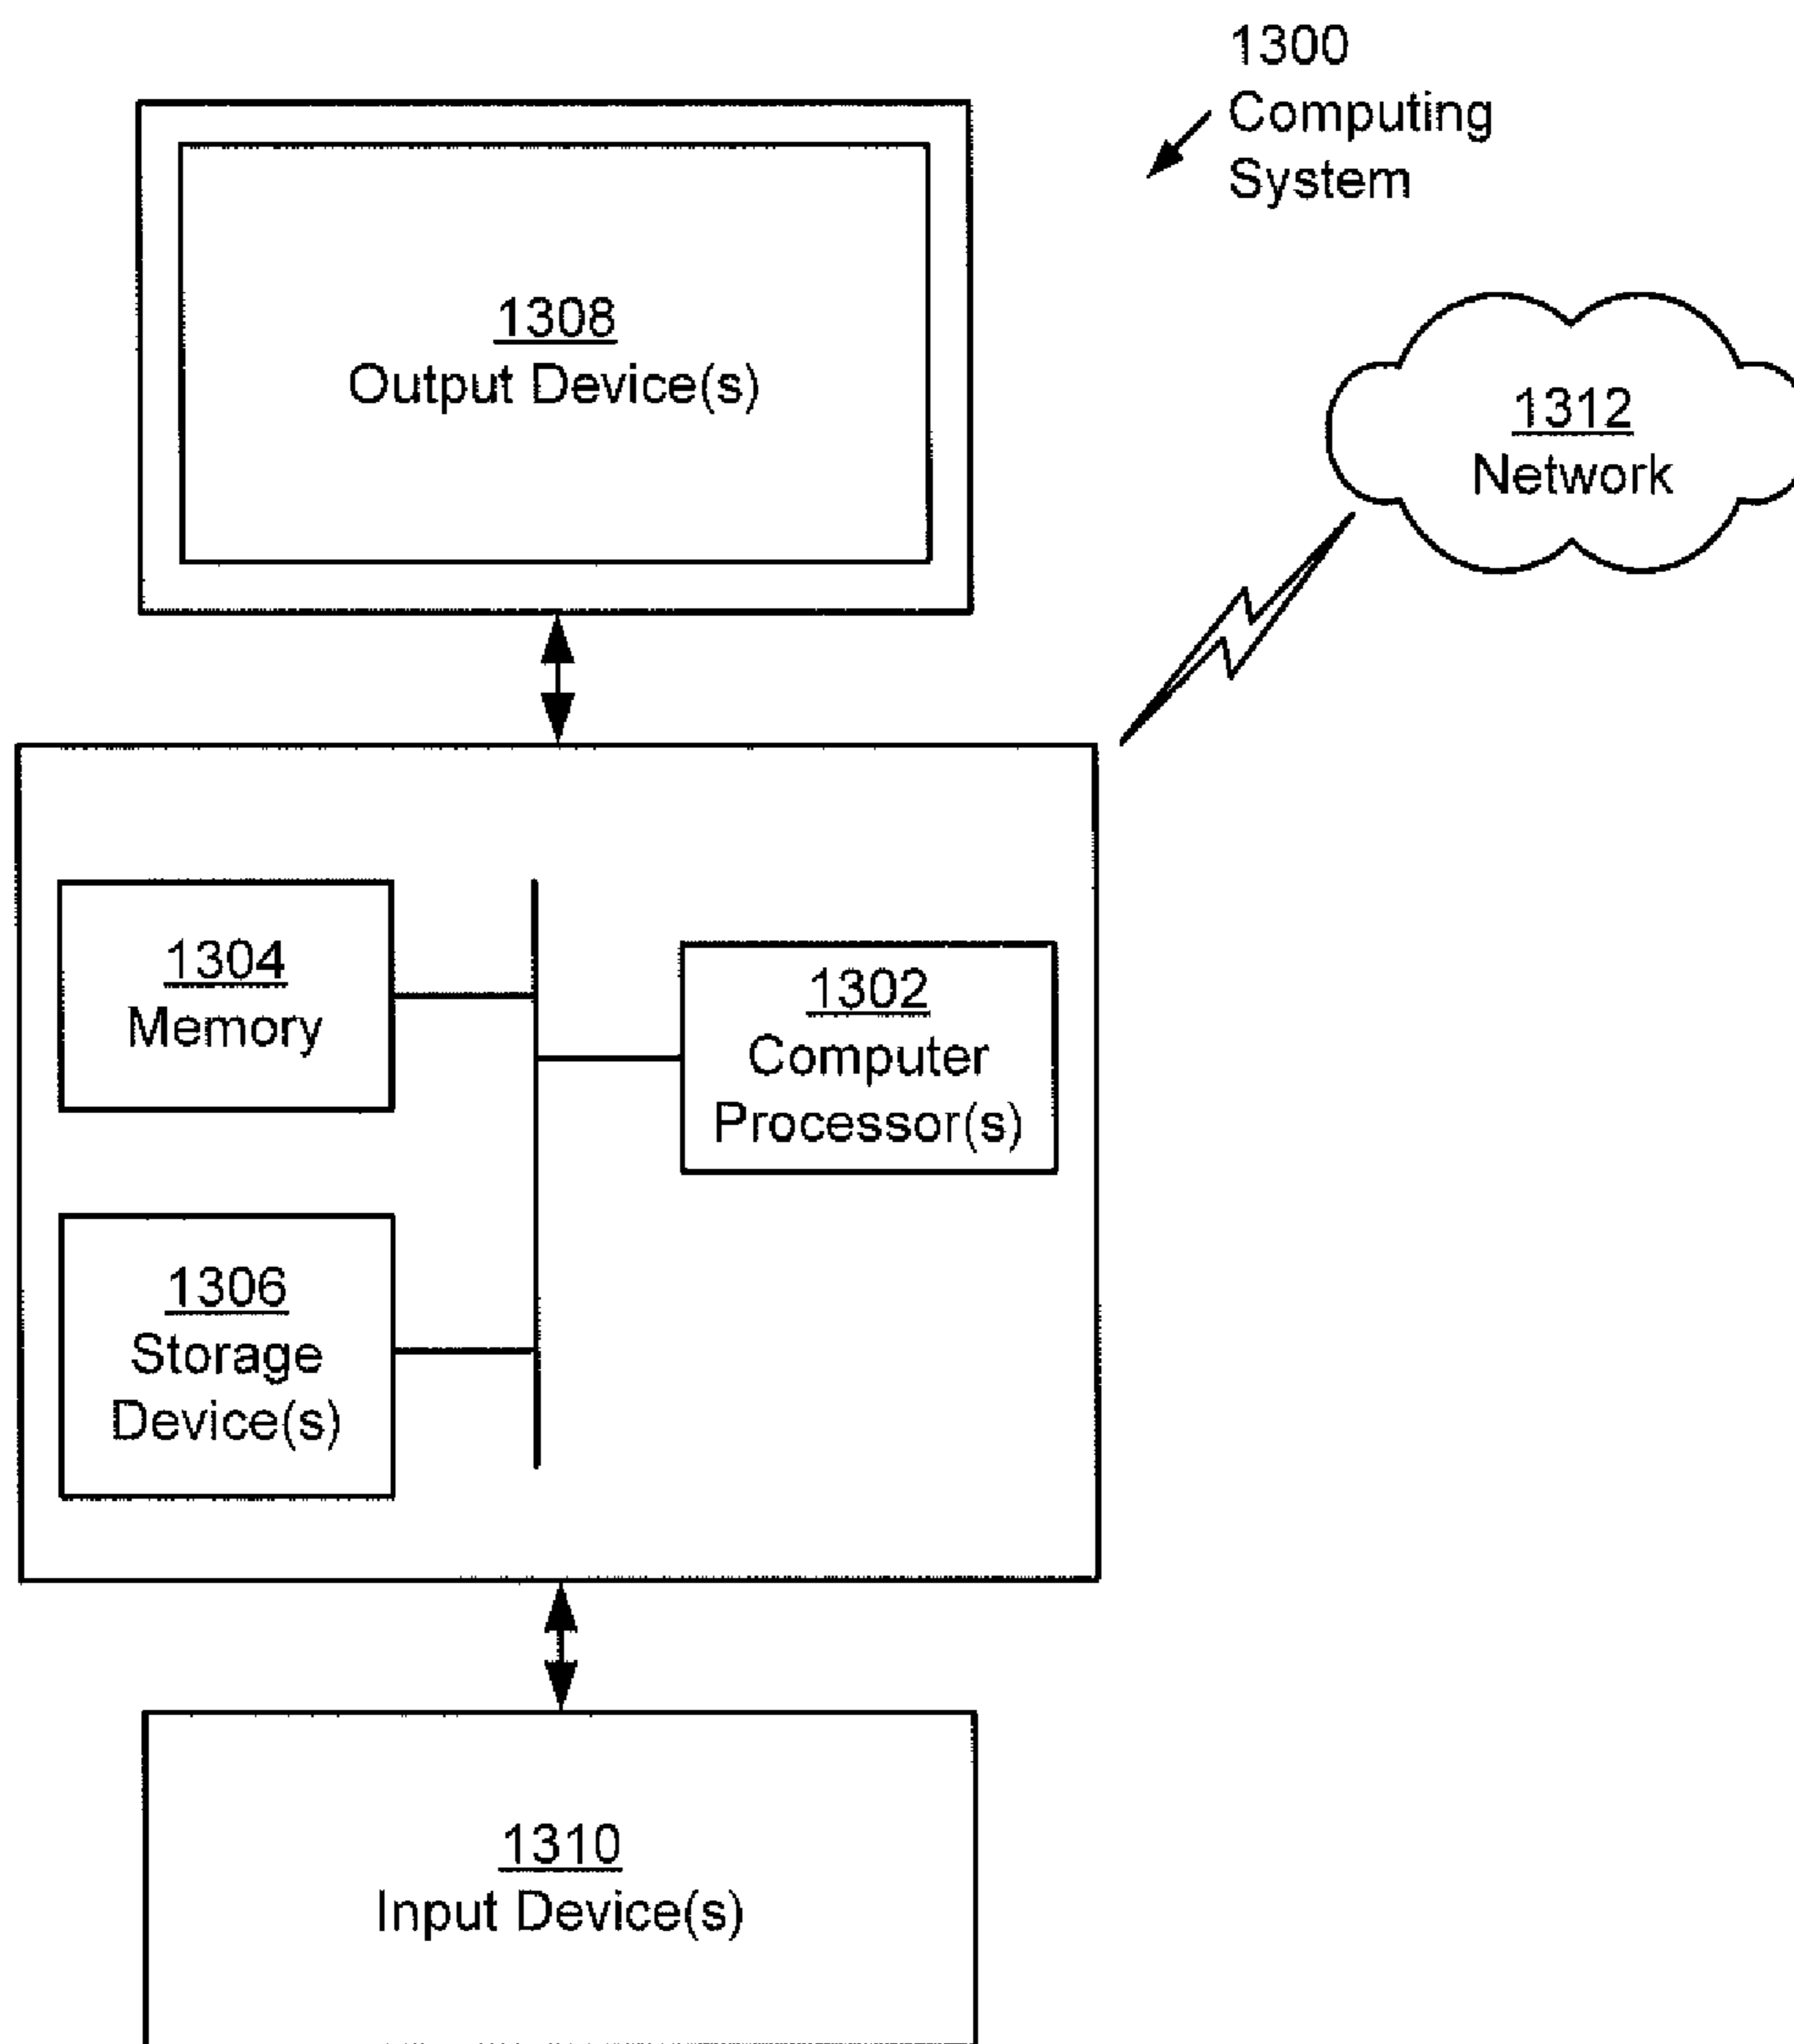 1300
Computing
System
1308
Output Device(s)
1312
Network
1304
Memory
1302
Computer
Processor(s)
1306
Storage
Device(s)
1310
Input Device(s)